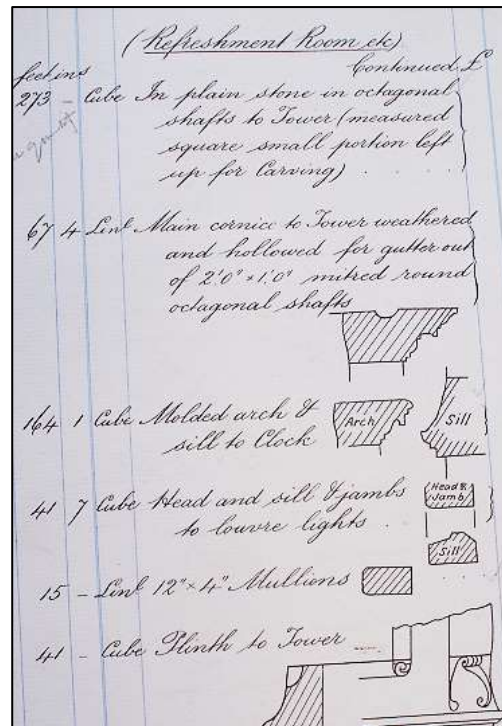 (Refreshment Room etc)
Continued £
feet ins
273 - Cube In plain stone in octagonal
shafts to Tower (measured
square small portion left
up for Carving)
67 4 Linl Main cornice to Tower weathered
and hollowed for gutter out
of 2'0" × 1'0" mitred round
octagonal shafts
164 1 Cube Molded arch &
sill to Clock
Arch
Sill
41 7 Cube Head and sill & jambs
to louvre lights
Head &
Jamb
Sill
15 - Linl 12" × 4" Mullions
41 - Cube Plinth to Tower